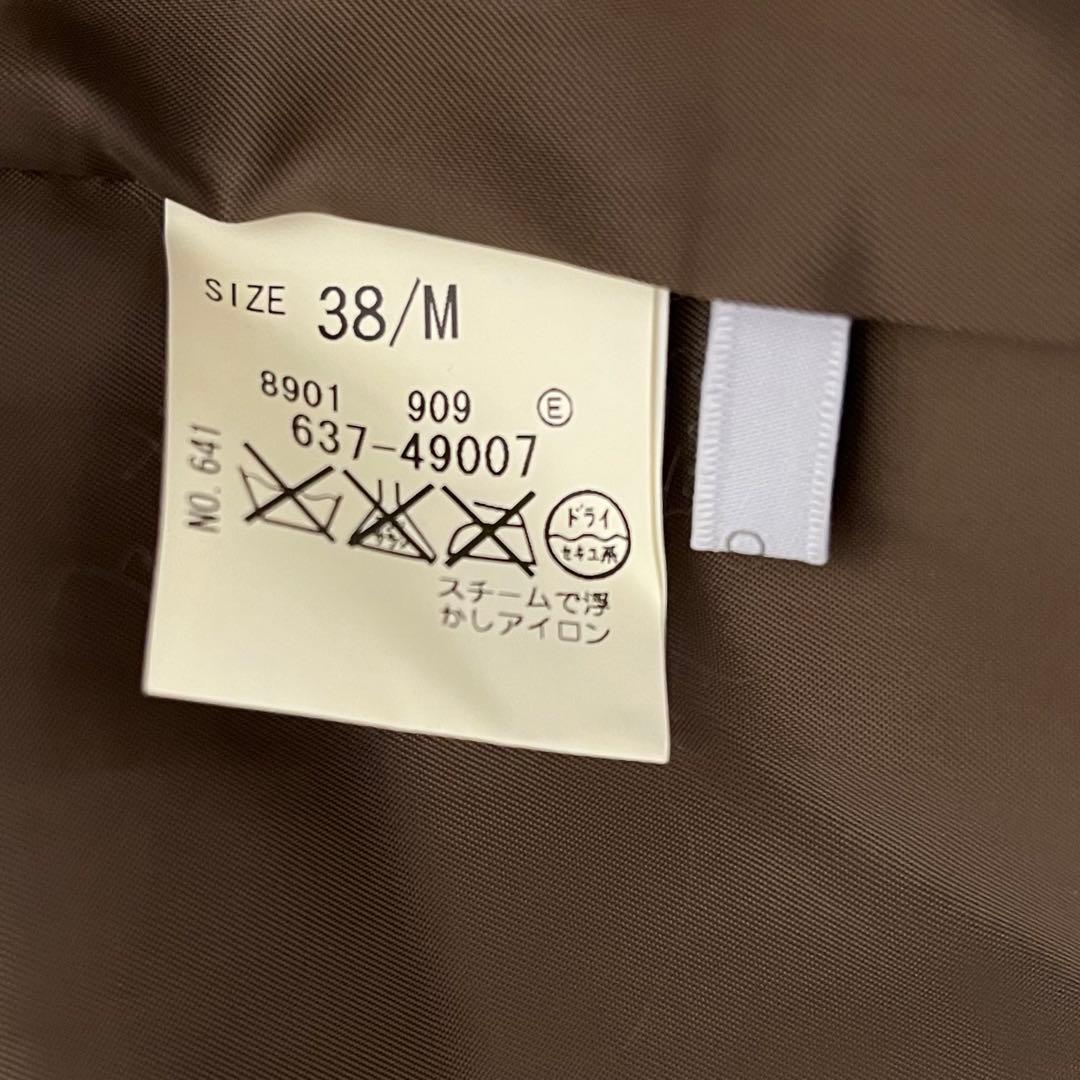 SIZE 38/M
8901 909 Ⓔ
637-49007
NO. 641
ドライ
セキユ系
スチームで浮
かしアイロン